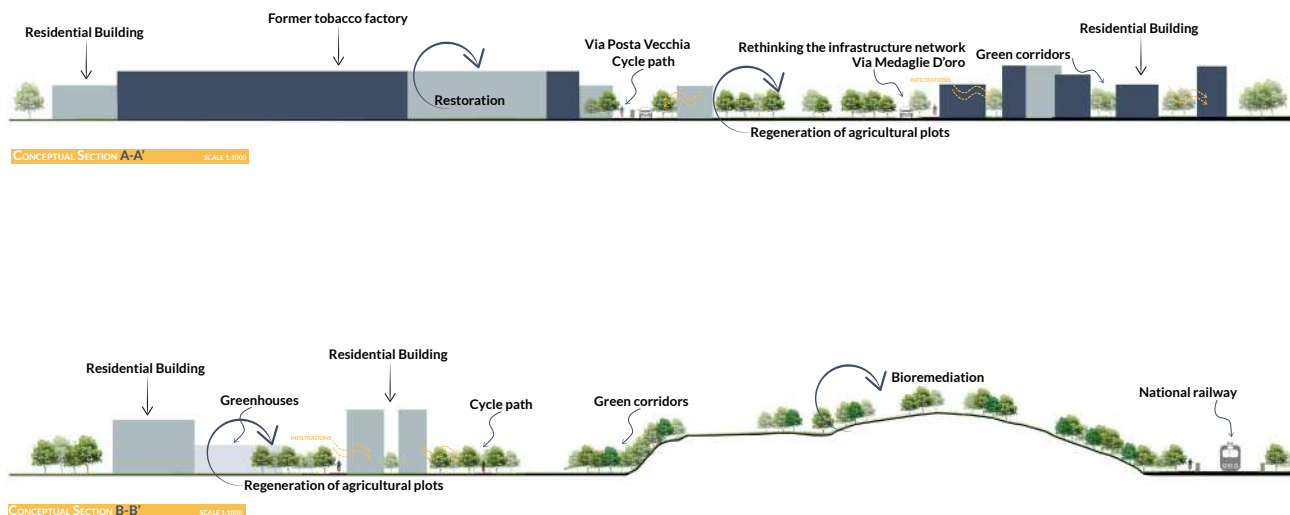 Residential Building
Former tobacco factory
Restoration
Via Posta Vecchia
Cycle path
Rethinking the infrastructure network
Via Medaglie D'oro
INFILTRATIONS
Green corridors
Residential Building
Regeneration of agricultural plots
CONCEPTUAL SECTION A-A' SCALE 1:1000
Residential Building
Greenhouses
Residential Building
INFILTRATIONS
Cycle path
Green corridors
Bioremediation
National railway
Regeneration of agricultural plots
CONCEPTUAL SECTION B-B' SCALE 1:1000